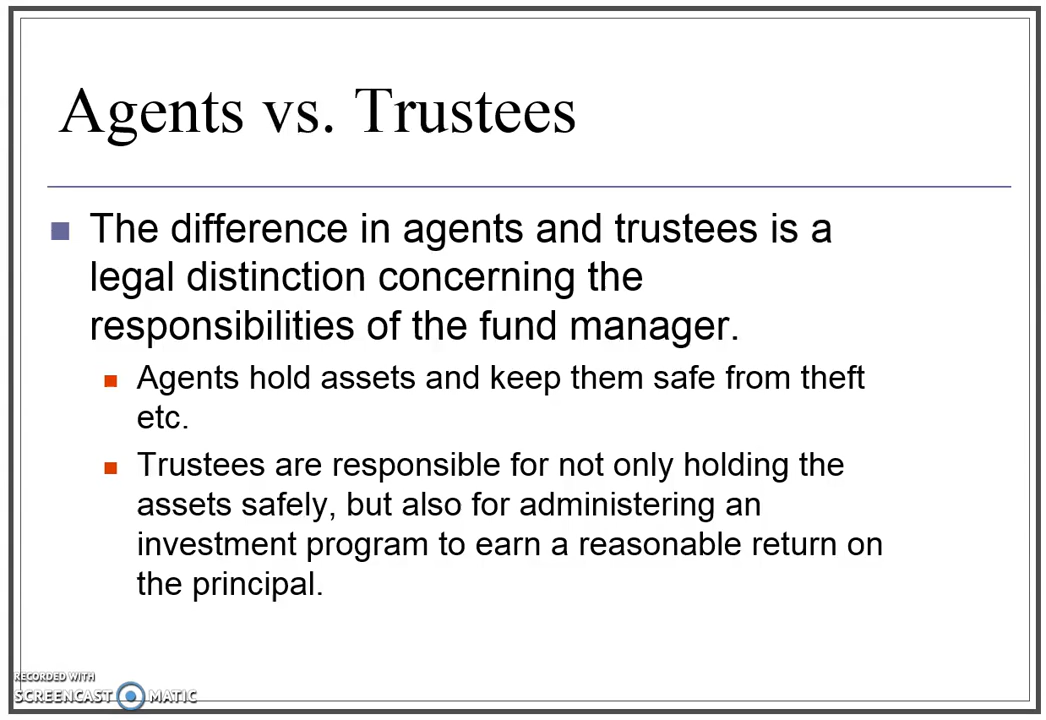 Agents vs. Trustees
The difference in agents and trustees is a
legal distinction concerning the
responsibilities of the fund manager.
Agents hold assets and keep them safe from theft
etc.
Trustees are responsible for not only holding the
assets safely, but also for administering an
investment program to earn a reasonable return on
the principal.
RECORDED WITH
SCREENCAST MATIC